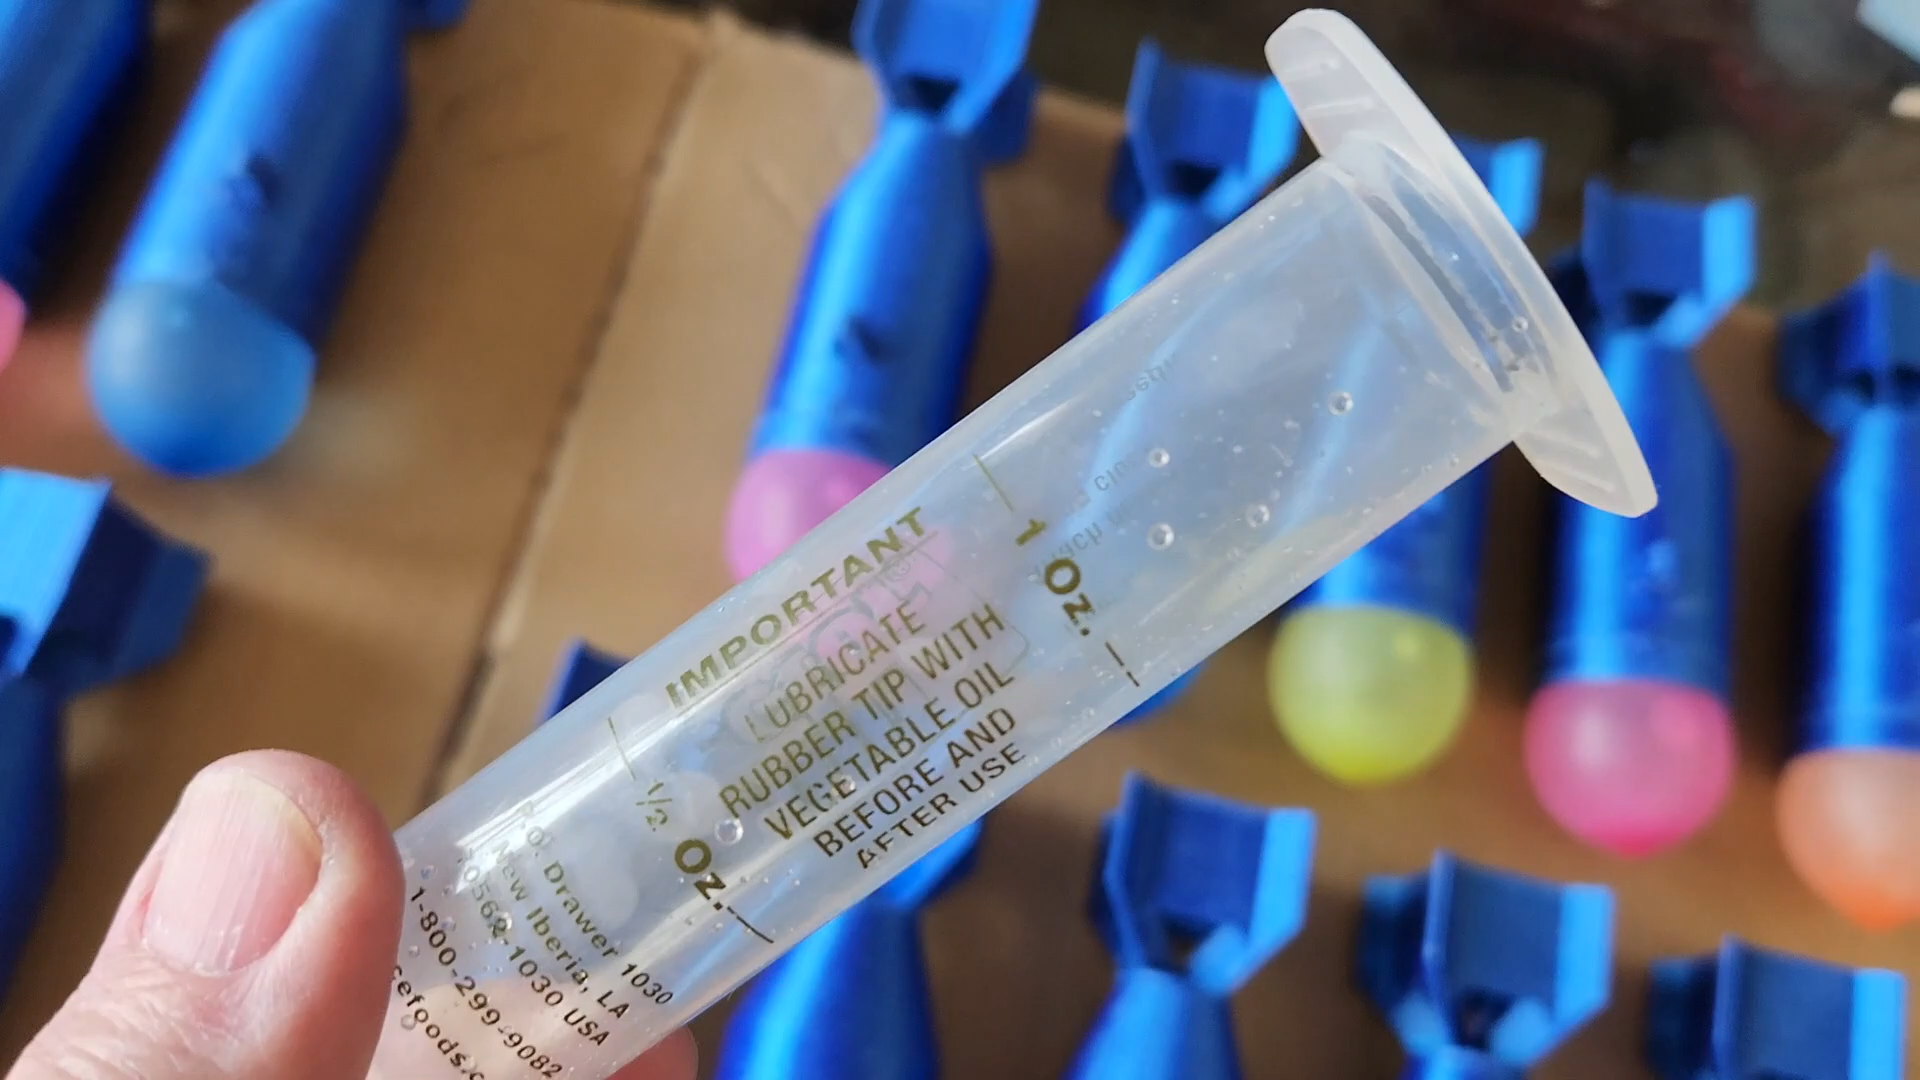 IMPORTANT
LUBRICATE
RUBBER TIP WITH
VEGETABLE OIL
BEFORE AND
AFTER USE
1 Oz.
½ Oz.
P.O. Drawer 1030
New Iberia, LA
70562-1030 USA
1-800-299-9082
cefoods.c